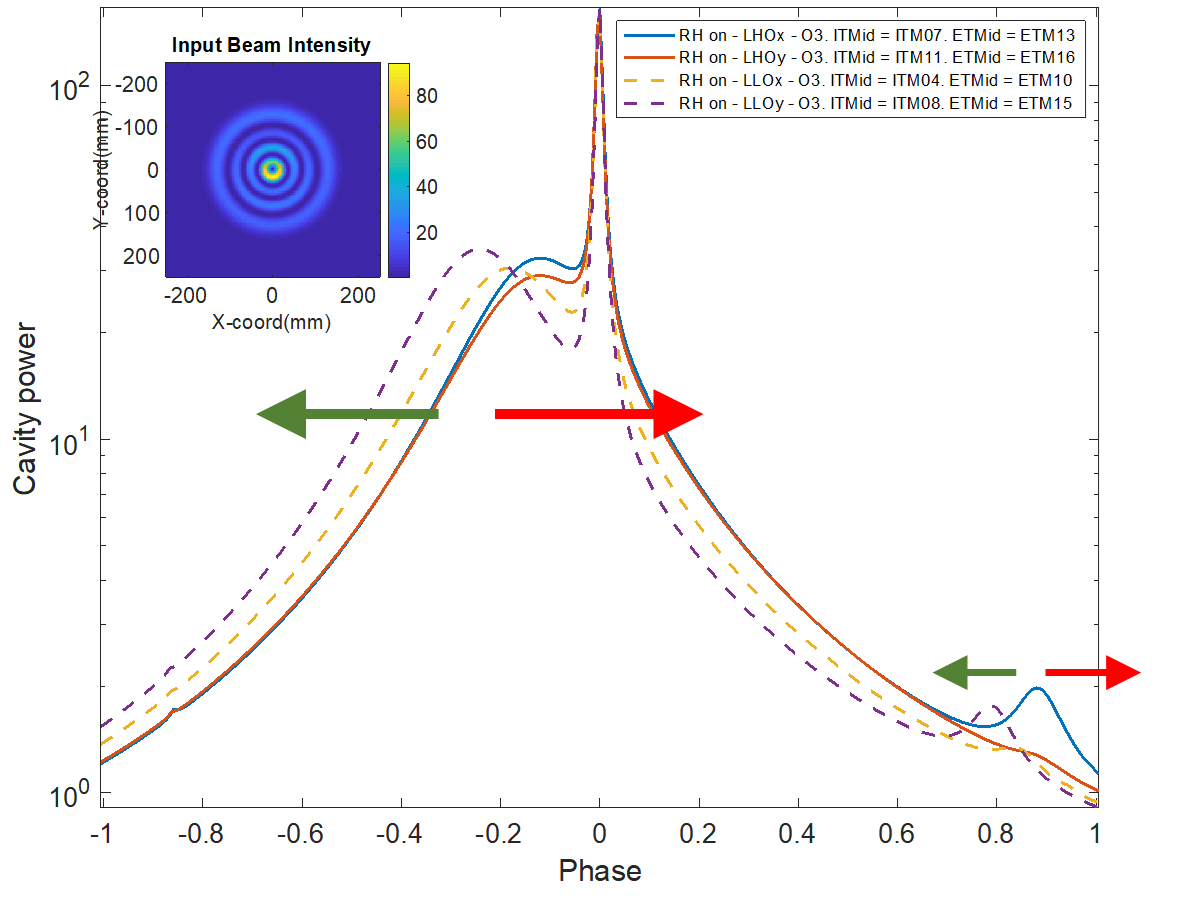 Input Beam Intensity
-200
-100
0
100
200
Y-coord(mm)
-200
0
200
X-coord(mm)
80
60
40
20
RH on - LHOx - O3. ITMid = ITM07. ETMid = ETM13
RH on - LHOy - O3. ITMid = ITM11. ETMid = ETM16
RH on - LLOx - O3. ITMid = ITM04. ETMid = ETM10
RH on - LLOy - O3. ITMid = ITM08. ETMid = ETM15
10²
10¹
10⁰
Cavity power
-1
-0.8
-0.6
-0.4
-0.2
0
0.2
0.4
0.6
0.8
1
Phase